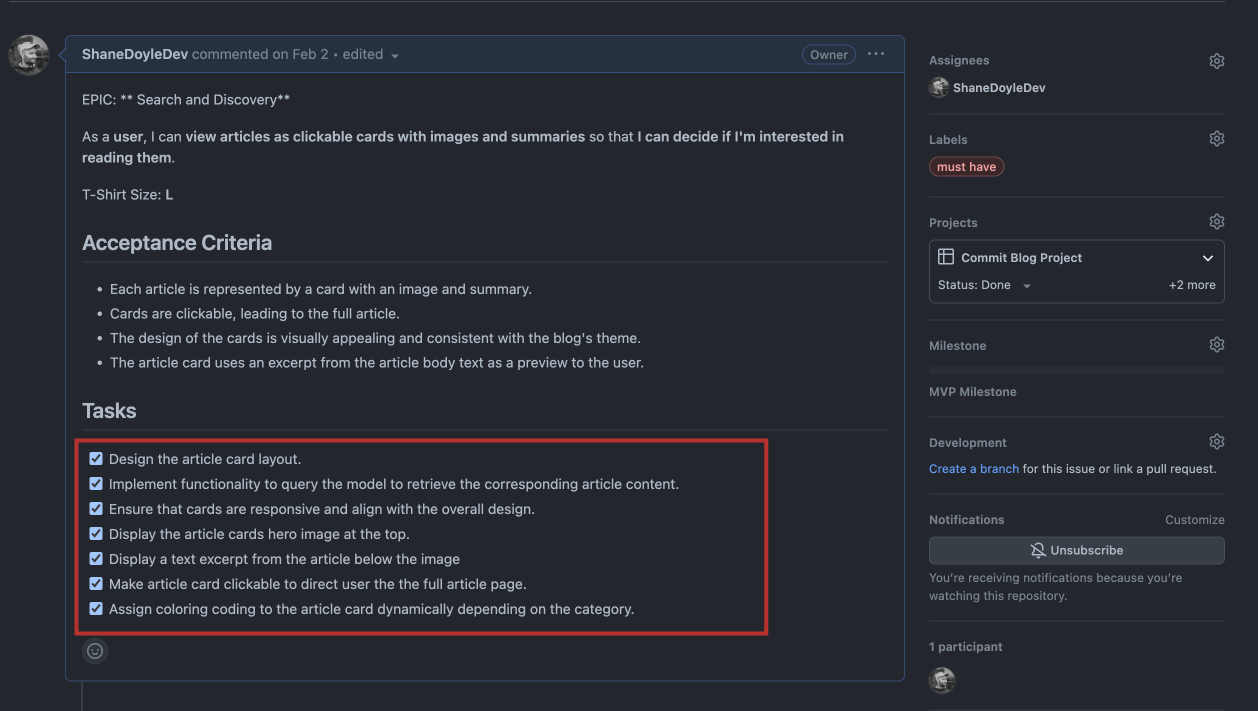 ShaneDoyleDev commented on Feb 2 • edited
Owner
EPIC: ** Search and Discovery**
As a user, I can view articles as clickable cards with images and summaries so that I can decide if I'm interested in
reading them.
T-Shirt Size: L
Acceptance Criteria
• Each article is represented by a card with an image and summary.
• Cards are clickable, leading to the full article.
• The design of the cards is visually appealing and consistent with the blog's theme.
• The article card uses an excerpt from the article body text as a preview to the user.
Tasks
Design the article card layout.
Implement functionality to query the model to retrieve the corresponding article content.
Ensure that cards are responsive and align with the overall design.
Display the article cards hero image at the top.
Display a text excerpt from the article below the image
Make article card clickable to direct user the the full article page.
Assign coloring coding to the article card dynamically depending on the category.
Assignees
ShaneDoyleDev
Labels
must have
Projects
Commit Blog Project
Status: Done
+2 more
Milestone
MVP Milestone
Development
Create a branch for this issue or link a pull request.
Notifications
Customize
Unsubscribe
You're receiving notifications because you're
watching this repository.
1 participant